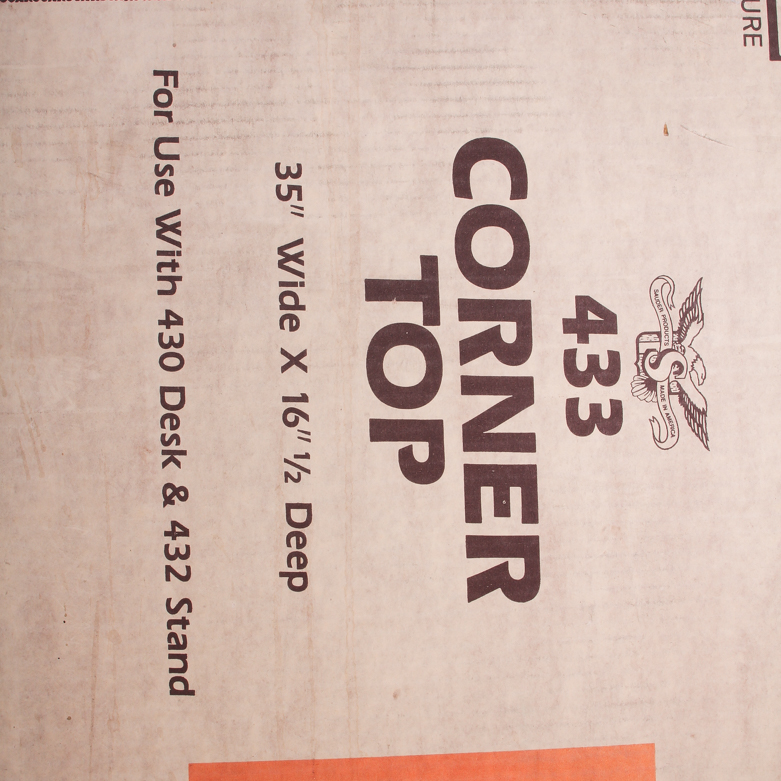 URE
SAUDER PRODUCTS
S
MADE IN AMERICA
433
CORNER
TOP
35" Wide X 16" ½ Deep
For Use With 430 Desk & 432 Stand